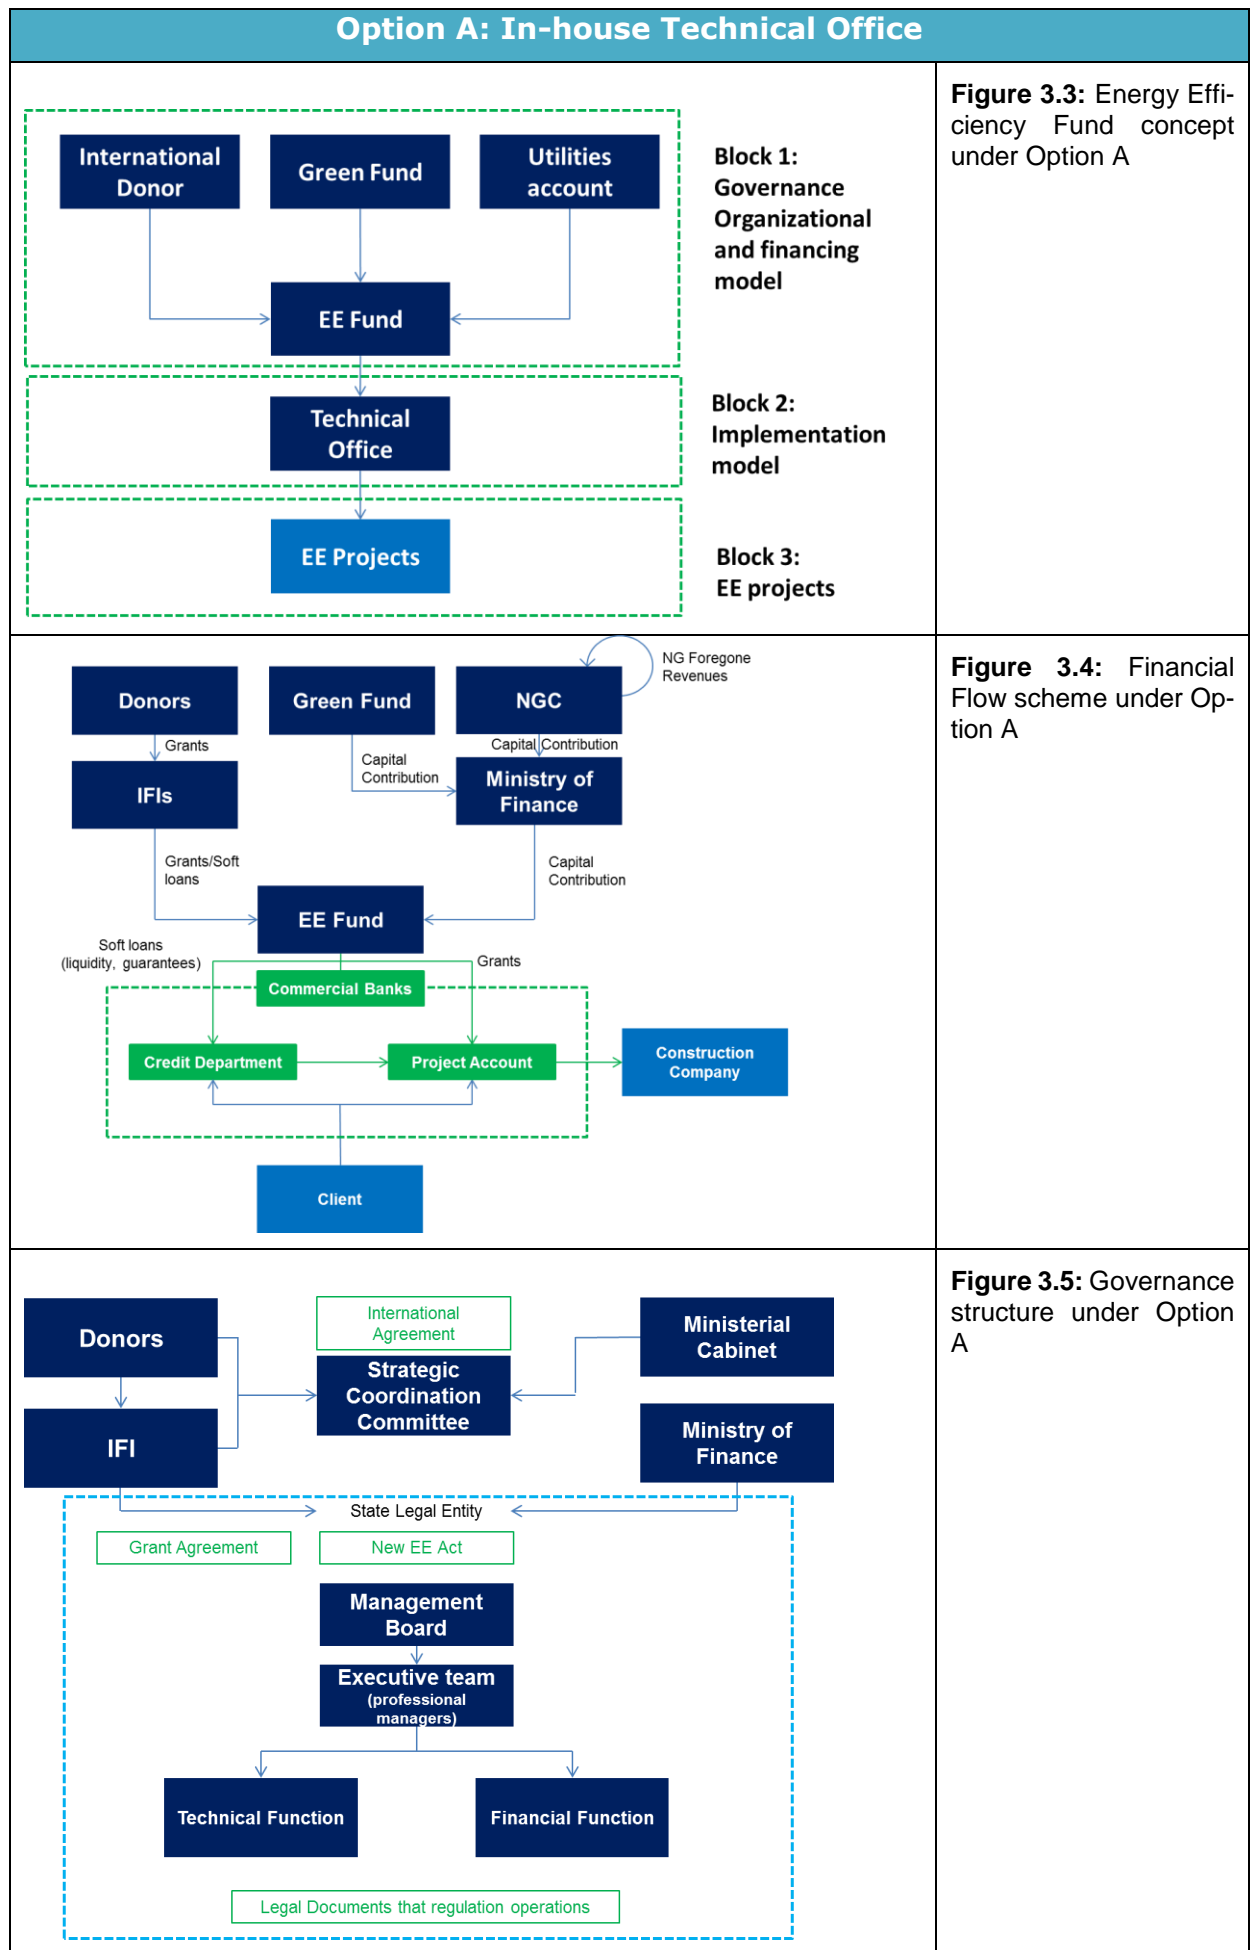 Option A: In-house Technical Office
International
Donor
Green Fund
Utilities
account
EE Fund
Technical
Office
EE Projects
Block 1:
Governance
Organizational
and financing
model
Block 2:
Implementation
model
Block 3:
EE projects
Figure 3.3: Energy Effi-
ciency Fund concept
under Option A
NG Foregone
Revenues
Donors
Green Fund
NGC
Grants
Capital Contribution
Capital
Contribution
IFIs
Ministry of
Finance
Grants/Soft
loans
Capital
Contribution
EE Fund
Soft loans
(liquidity, guarantees)
Grants
Commercial Banks
Credit Department
Project Account
Construction
Company
Client
Figure 3.4: Financial
Flow scheme under Op-
tion A
Donors
International
Agreement
Ministerial
Cabinet
Strategic
Coordination
Committee
IFI
Ministry of
Finance
State Legal Entity
Grant Agreement
New EE Act
Management
Board
Executive team
(professional
managers)
Technical Function
Financial Function
Legal Documents that regulation operations
Figure 3.5: Governance
structure under Option
A